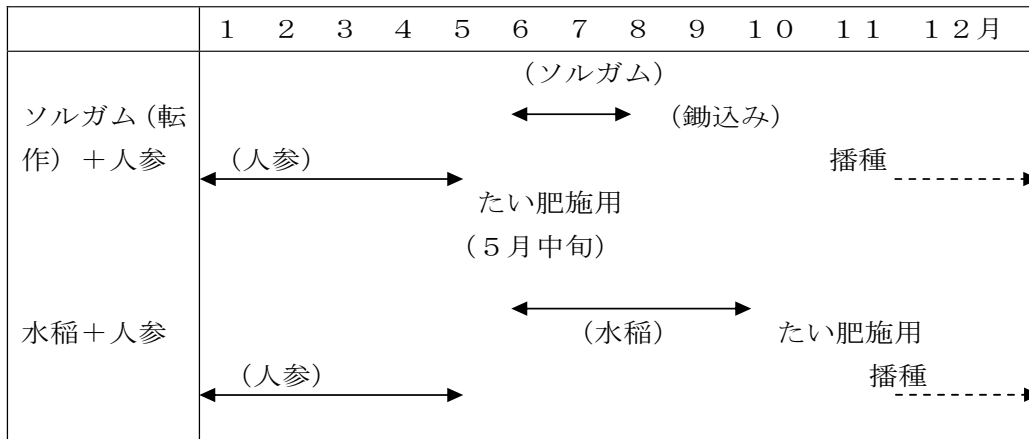 １ ２ ３ ４ ５ ６ ７ ８ ９ １０ １１ １２月
（ソルガム）
ソルガム（転 （鋤込み）
作）＋人参 （人参） 播種
たい肥施用
（５月中旬）
水稲＋人参 （水稲） たい肥施用
（人参） 播種